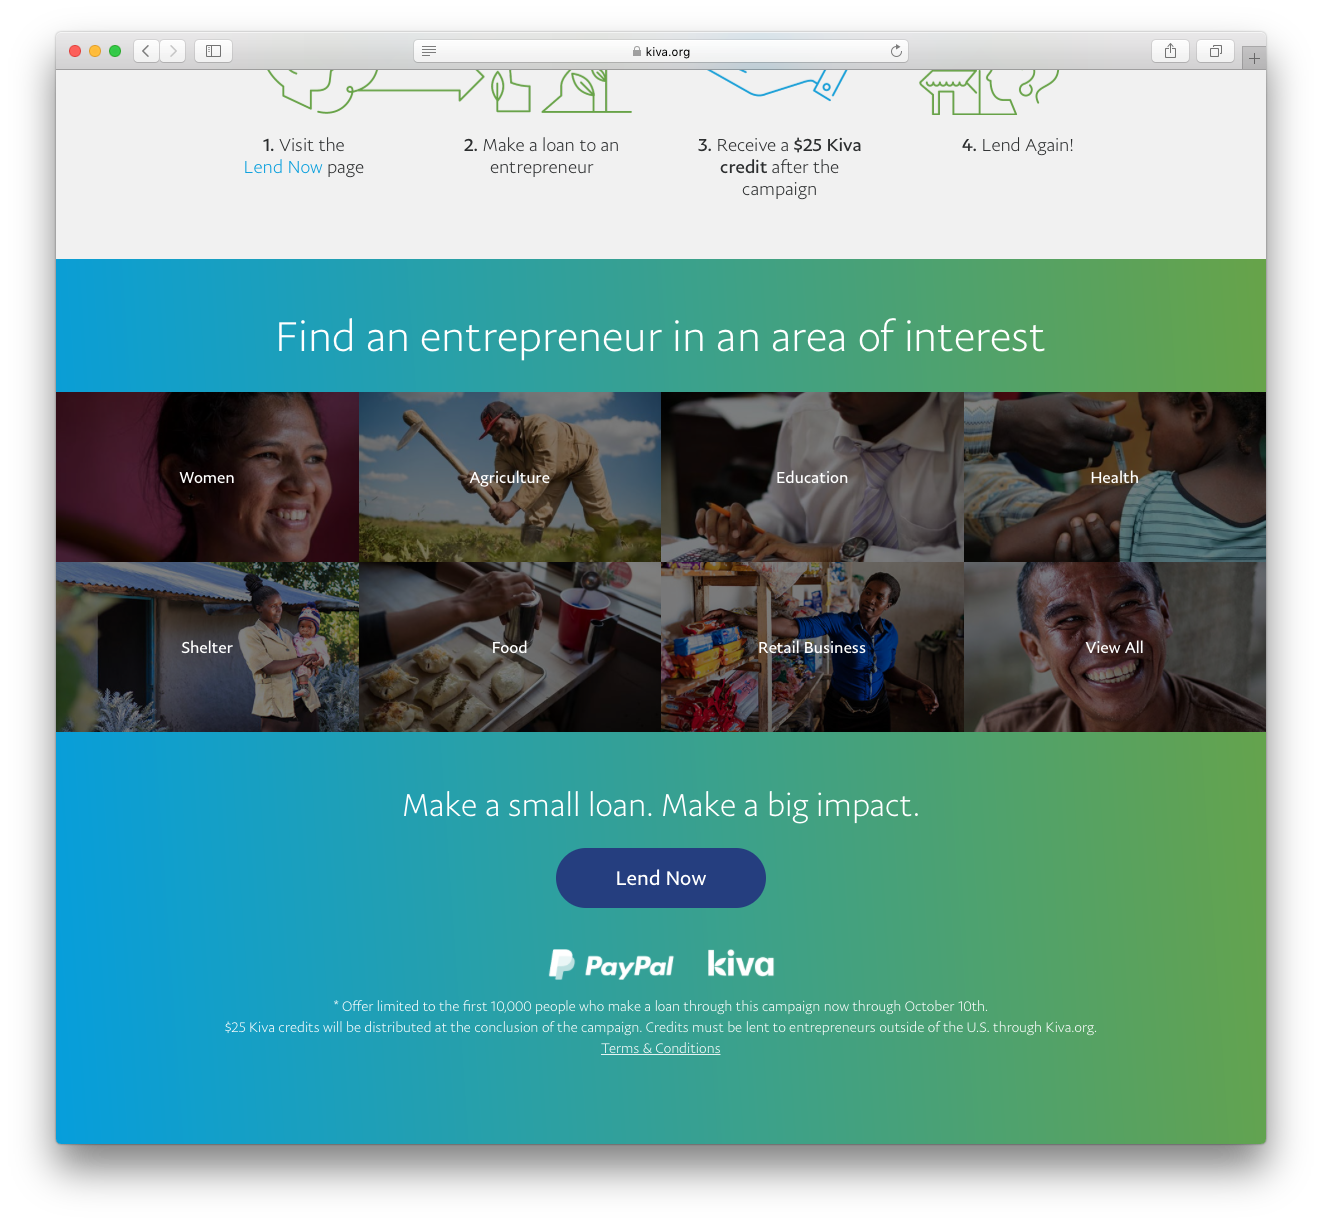 kiva.org
1. Visit the
Lend Now page
2. Make a loan to an
entrepreneur
3. Receive a $25 Kiva
credit after the
campaign
4. Lend Again!
Find an entrepreneur in an area of interest
Women
Agriculture
Education
Health
Shelter
Food
Retail Business
View All
Make a small loan. Make a big impact.
Lend Now
PayPal
kiva
* Offer limited to the first 10,000 people who make a loan through this campaign now through October 10th.
$25 Kiva credits will be distributed at the conclusion of the campaign. Credits must be lent to entrepreneurs outside of the U.S. through Kiva.org.
Terms & Conditions